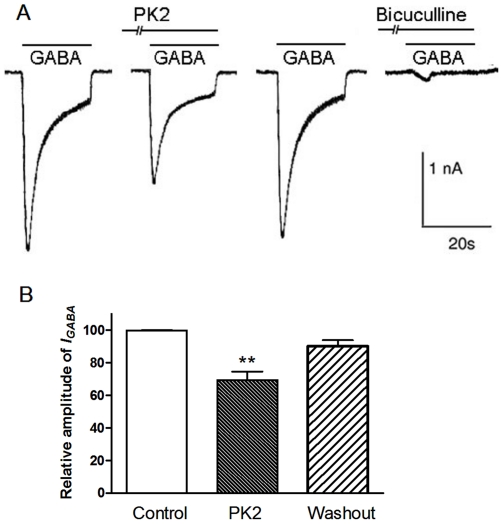 A
PK2
Bicuculline
GABA
GABA
GABA
GABA
1 nA
20s
B
Relative amplitude of IGABA
100
80
60
40
20
0
**
Control
PK2
Washout